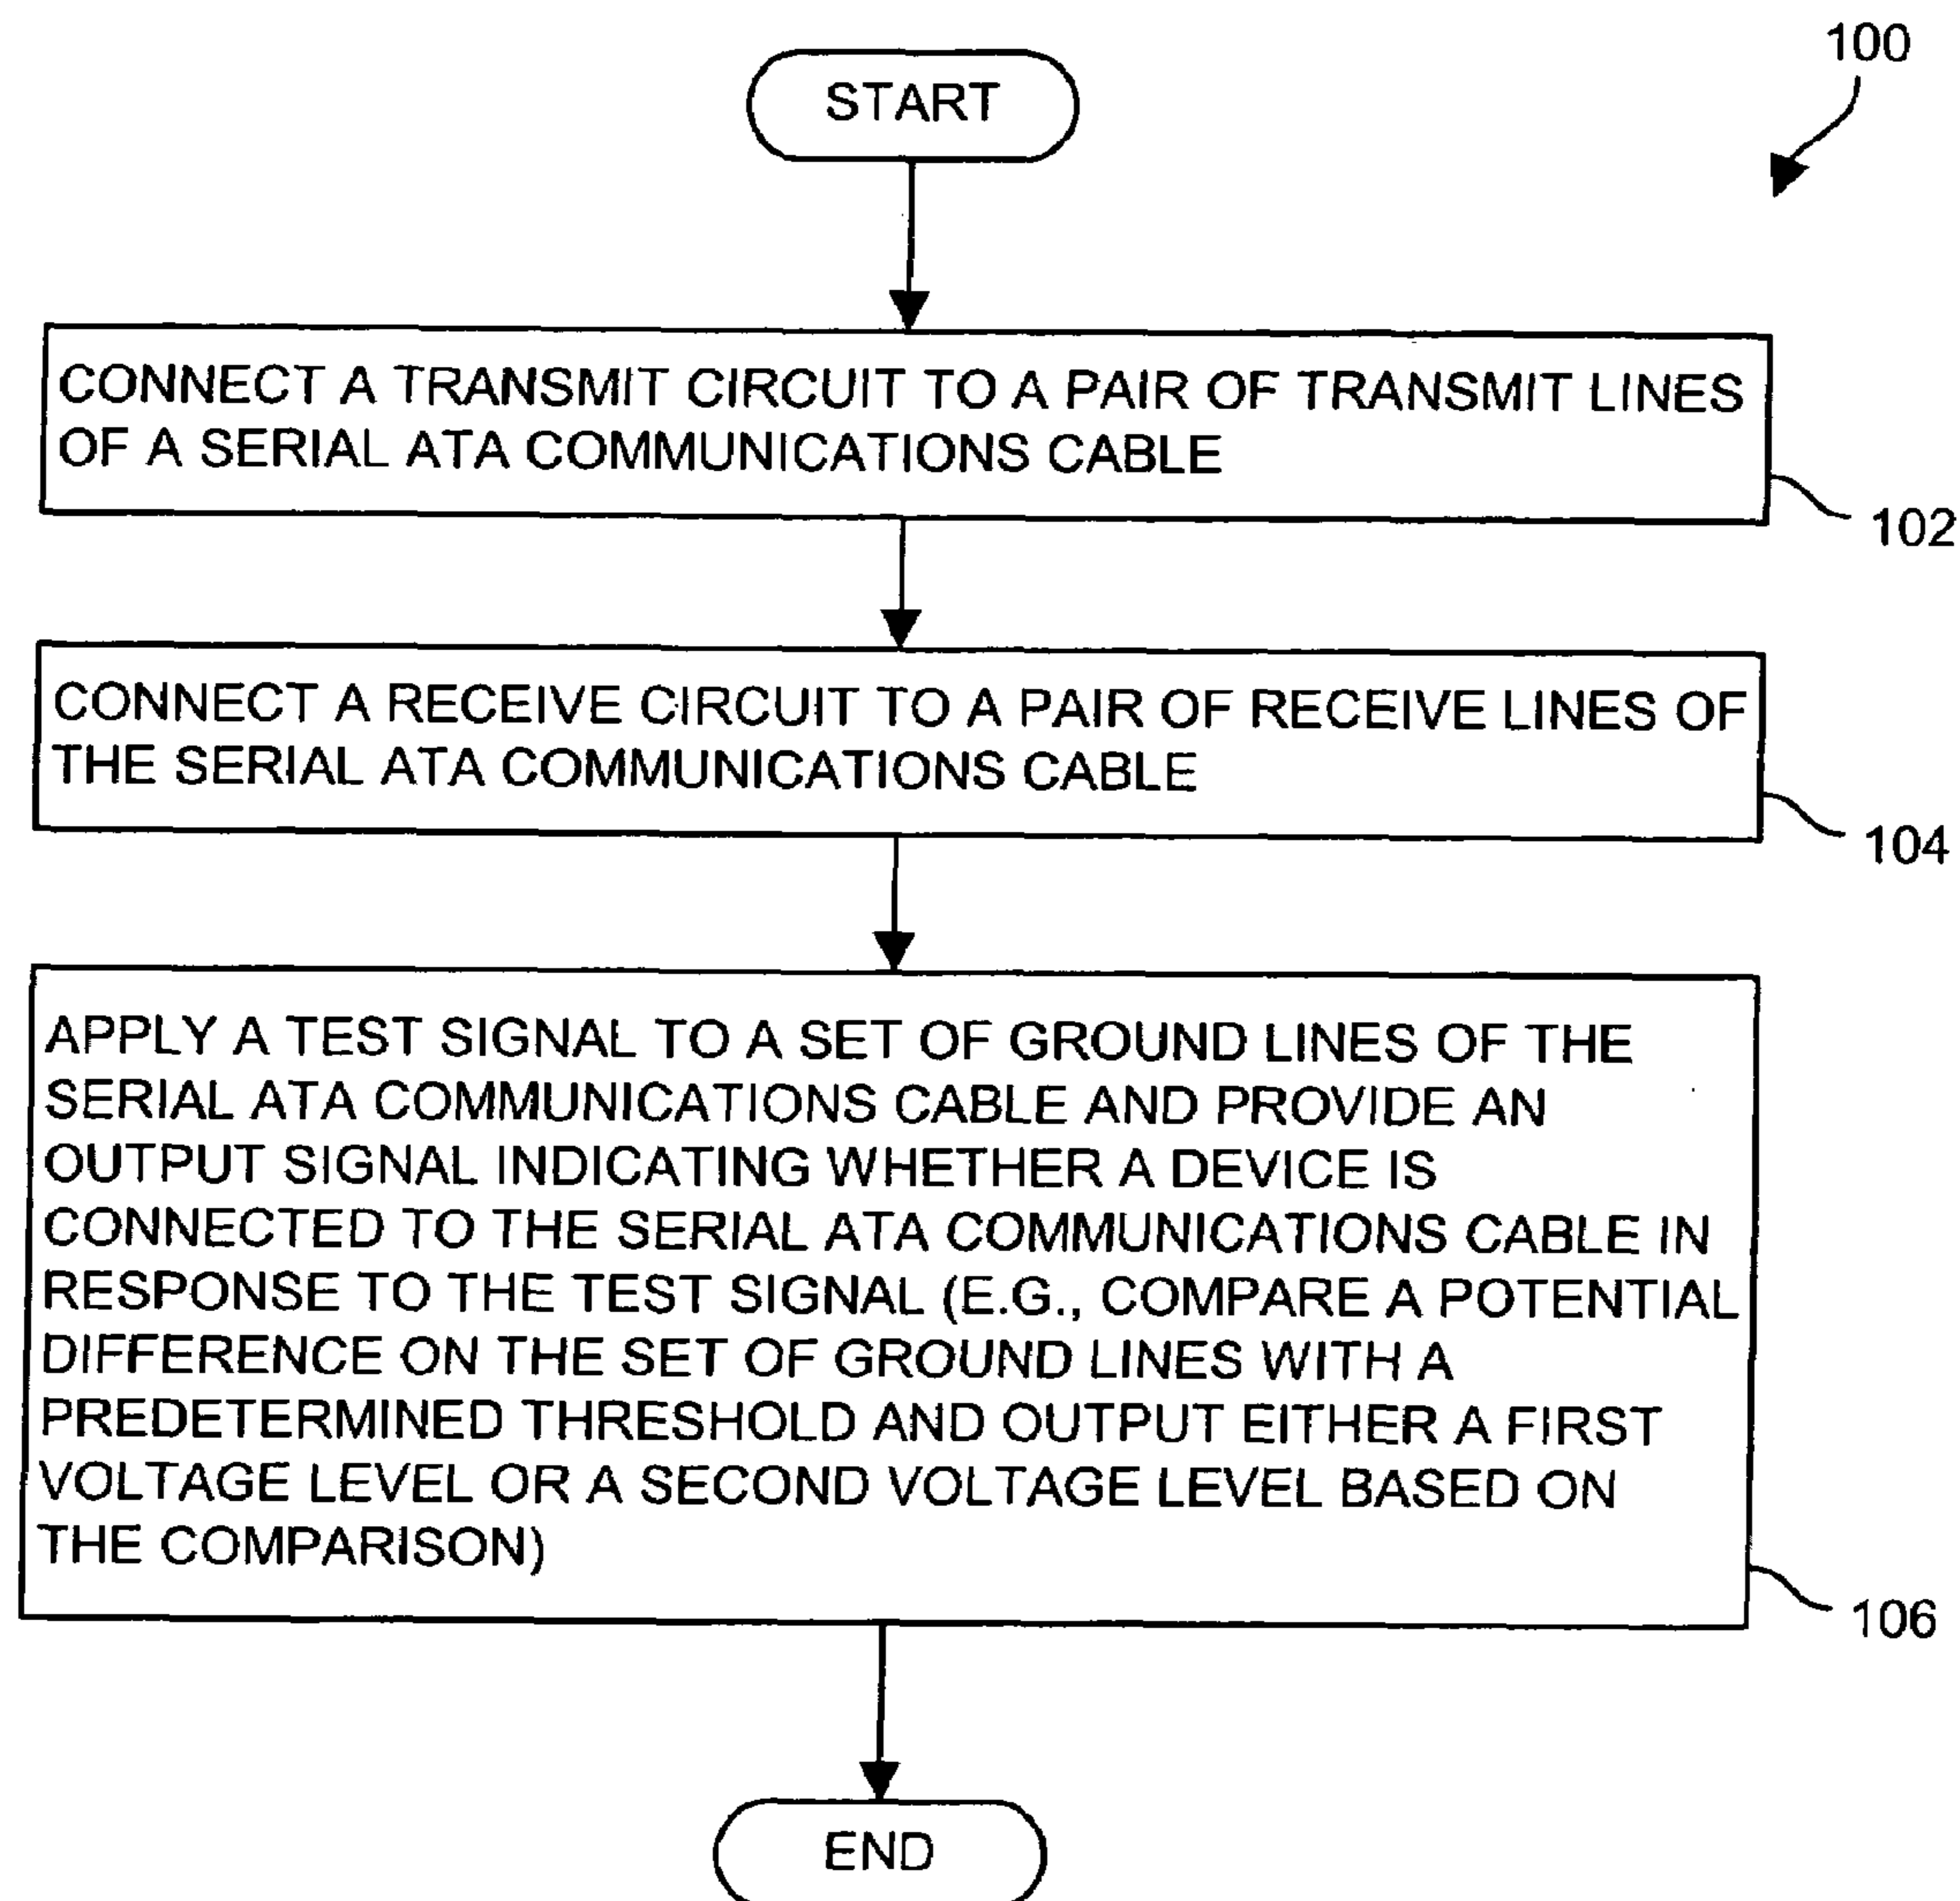 100
START
CONNECT A TRANSMIT CIRCUIT TO A PAIR OF TRANSMIT LINES
OF A SERIAL ATA COMMUNICATIONS CABLE
102
CONNECT A RECEIVE CIRCUIT TO A PAIR OF RECEIVE LINES OF
THE SERIAL ATA COMMUNICATIONS CABLE
104
APPLY A TEST SIGNAL TO A SET OF GROUND LINES OF THE
SERIAL ATA COMMUNICATIONS CABLE AND PROVIDE AN
OUTPUT SIGNAL INDICATING WHETHER A DEVICE IS
CONNECTED TO THE SERIAL ATA COMMUNICATIONS CABLE IN
RESPONSE TO THE TEST SIGNAL (E.G., COMPARE A POTENTIAL
DIFFERENCE ON THE SET OF GROUND LINES WITH A
PREDETERMINED THRESHOLD AND OUTPUT EITHER A FIRST
VOLTAGE LEVEL OR A SECOND VOLTAGE LEVEL BASED ON
THE COMPARISON)
106
END